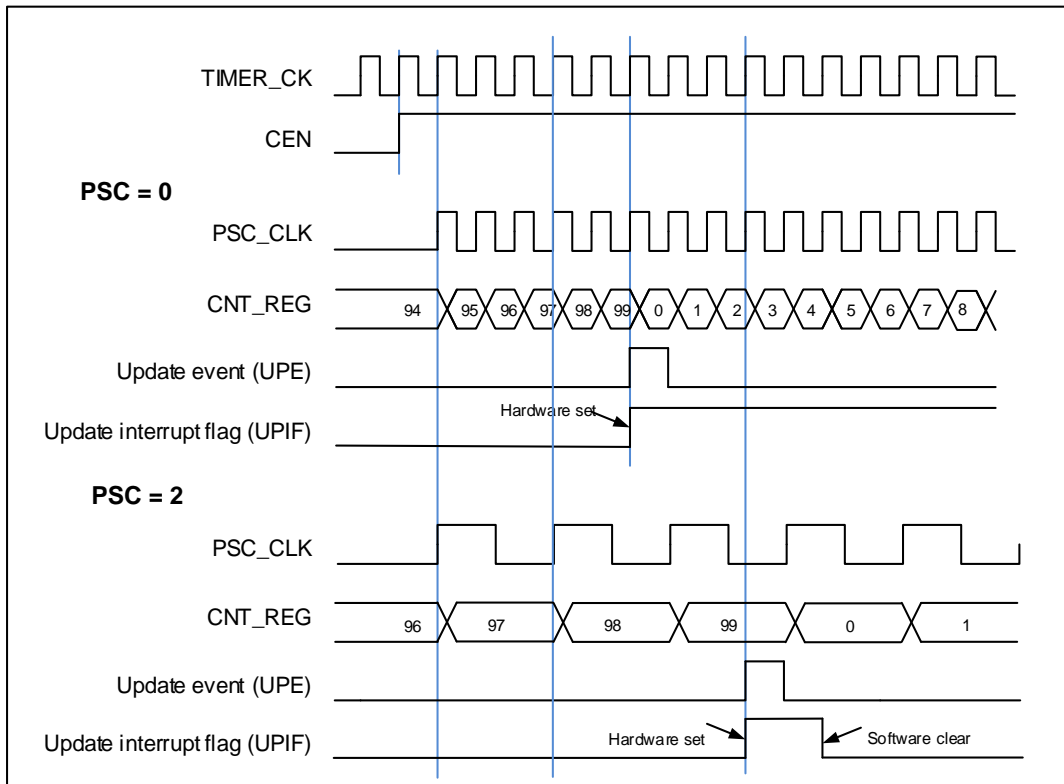 TIMER_CK
CEN
PSC = 0
PSC_CLK
CNT_REG
94 95 96 97 98 99 0 1 2 3 4 5 6 7 8
Update event (UPE)
Hardware set
Update interrupt flag (UPIF)
PSC = 2
PSC_CLK
CNT_REG
96 97 98 99 0 1
Update event (UPE)
Update interrupt flag (UPIF)
Hardware set
Software clear